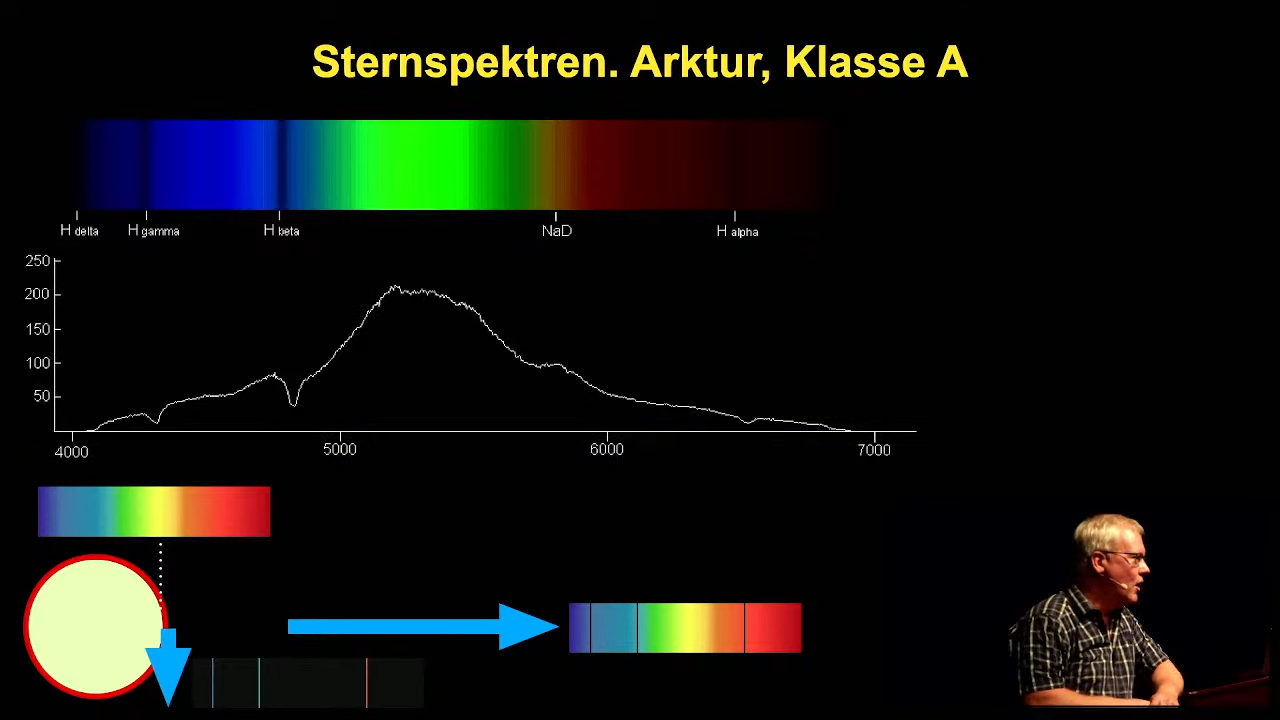 Sternspektren. Arktur, Klasse A
H delta H gamma H beta NaD H alpha
250
200
150
100
50
4000 5000 6000 7000